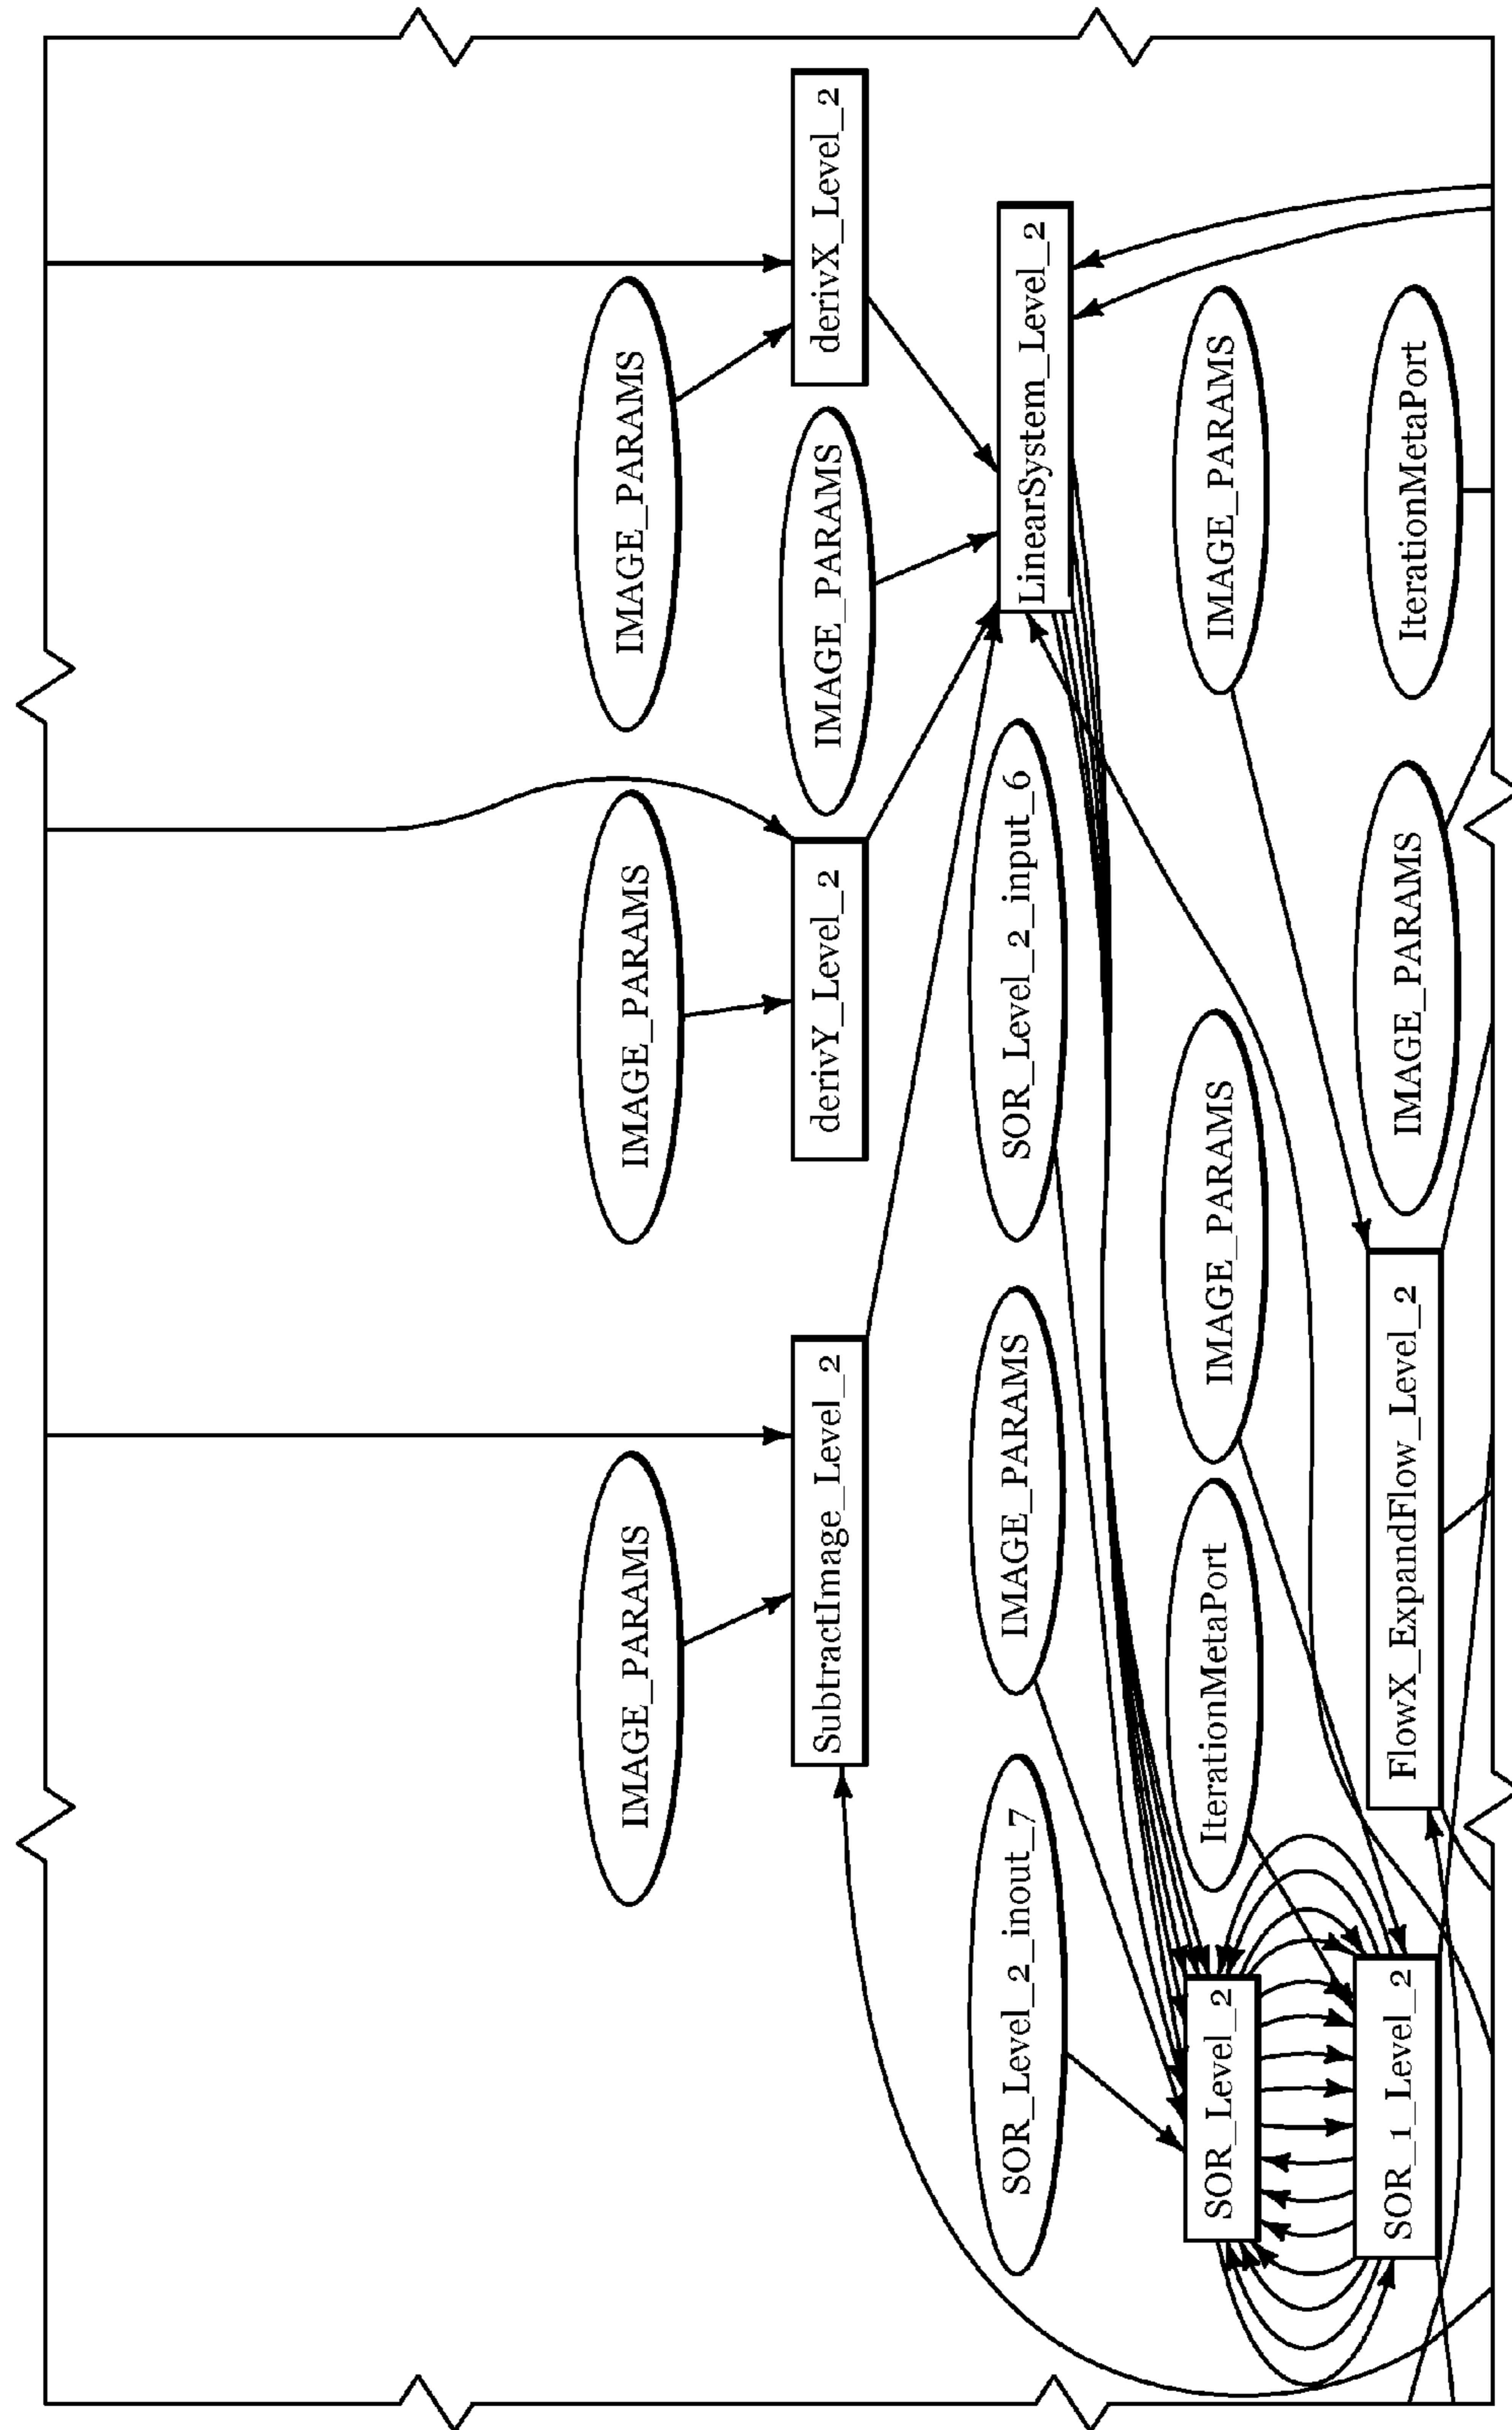 IMAGE_PARAMS
IMAGE_PARAMS
IMAGE_PARAMS
SubtractImage_Level_2
derivY_Level_2
IMAGE_PARAMS
derivX_Level_2
SOR_Level_2_inout_7
IMAGE_PARAMS
SOR_Level_2_input_6
LinearSystem_Level_2
SOR_Level_2
IterationMetaPort
IMAGE_PARAMS
IMAGE_PARAMS
SOR_1_Level_2
FlowX_ExpandFlow_Level_2
IMAGE_PARAMS
IterationMetaPort